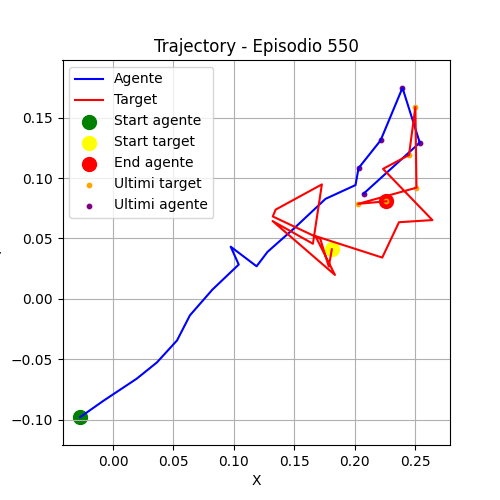 Trajectory - Episodio 550
Agente
Target
Start agente
Start target
End agente
Ultimi target
Ultimi agente
0.15
0.10
0.05
0.00
−0.05
−0.10
0.00 0.05 0.10 0.15 0.20 0.25
X